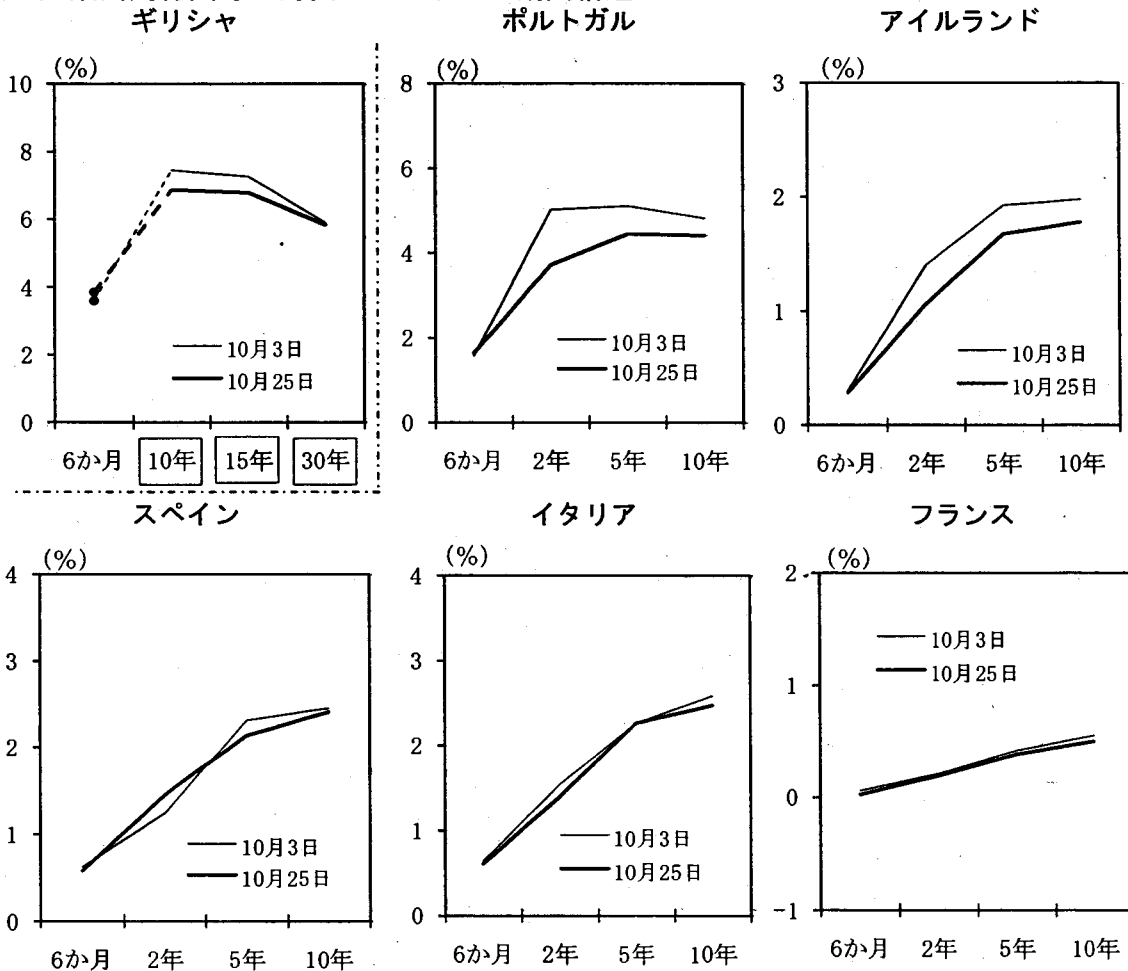 ギリシャ
(%)
10
8
6
4
2
0
10月3日
10月25日
6か月 10年 15年 30年
ポルトガル
(%)
8
6
4
2
0
10月3日
10月25日
6か月 2年 5年 10年
アイルランド
(%)
3
2
1
0
10月3日
10月25日
6か月 2年 5年 10年
スペイン
(%)
4
3
2
1
0
10月3日
10月25日
6か月 2年 5年 10年
イタリア
(%)
4
3
2
1
0
10月3日
10月25日
6か月 2年 5年 10年
フランス
(%)
2
1
0
-1
10月3日
10月25日
6か月 2年 5年 10年